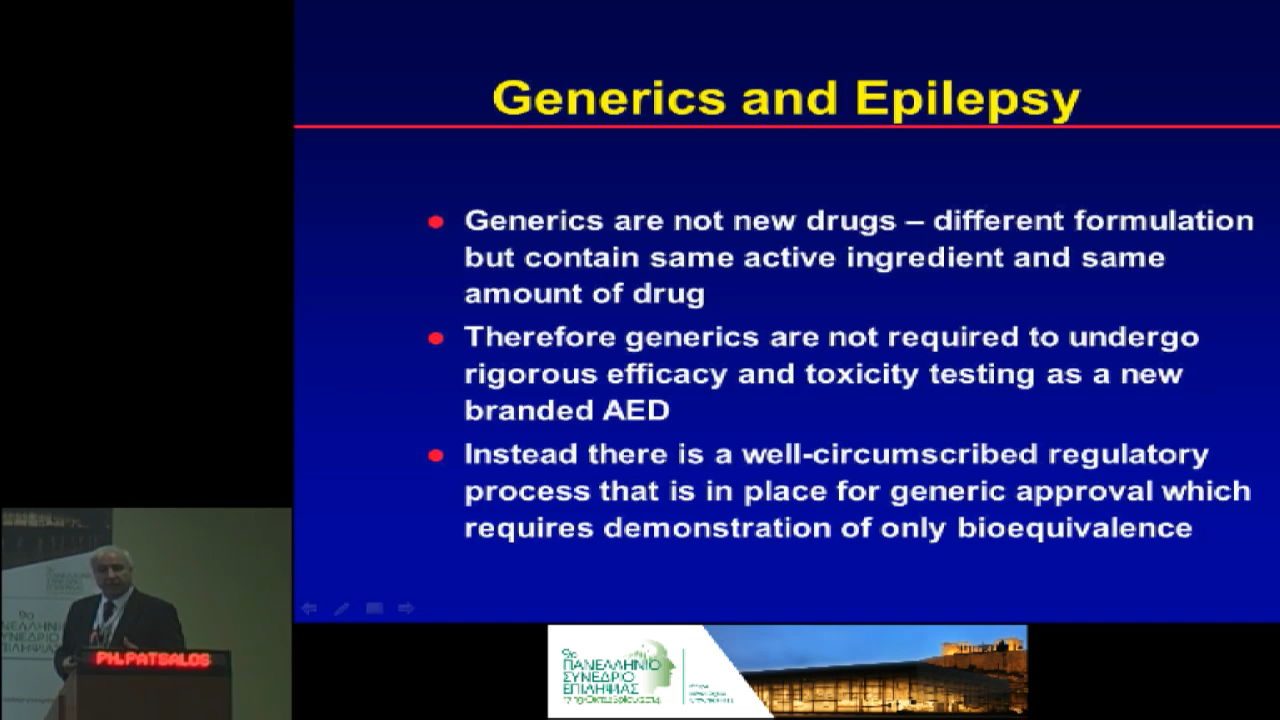 Generics and Epilepsy
Generics are not new drugs – different formulation
but contain same active ingredient and same
amount of drug
Therefore generics are not required to undergo
rigorous efficacy and toxicity testing as a new
branded AED
Instead there is a well-circumscribed regulatory
process that is in place for generic approval which
requires demonstration of only bioequivalence
PH.PATSALOS
9ο
ΠΑΝΕΛΛΗΝΙΟ
ΣΥΝΕΔΡΙΟ
ΕΠΙΛΗΨΙΑΣ